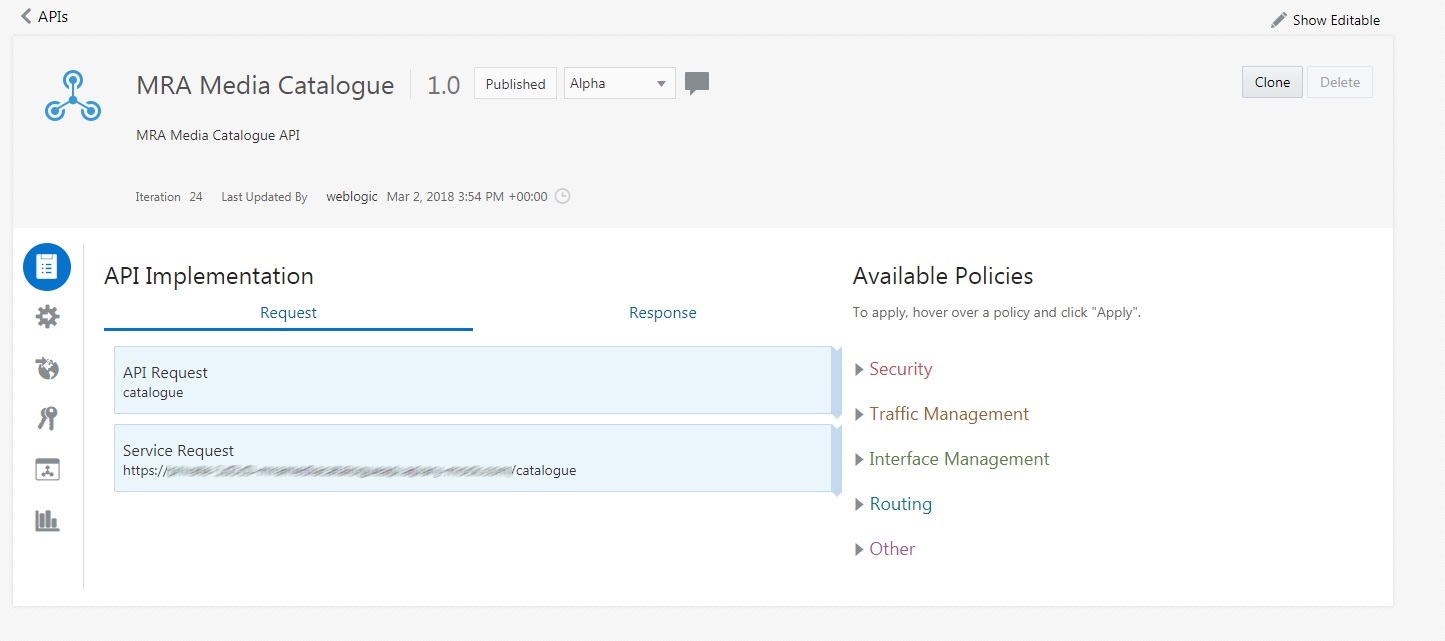 APIs
Show Editable
MRA Media Catalogue 1.0 Published Alpha
Clone Delete
MRA Media Catalogue API
Iteration 24 Last Updated By weblogic Mar 2, 2018 3:54 PM +00:00
API Implementation
Request Response
API Request
catalogue
Service Request
https:// /catalogue
Available Policies
To apply, hover over a policy and click "Apply".
Security
Traffic Management
Interface Management
Routing
Other